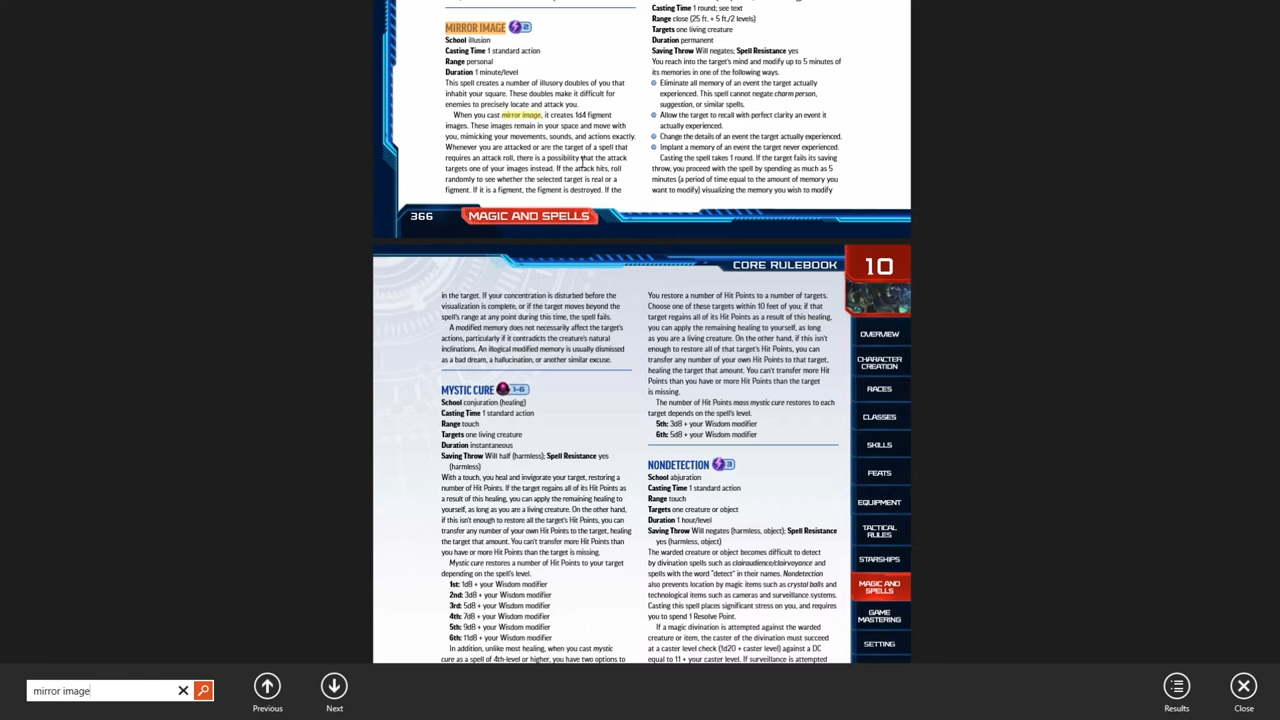 MIRROR IMAGE 2
School illusion
Casting Time 1 standard action
Range personal
Duration 1 minute/level
This spell creates a number of illusory doubles of you that
inhabit your square. These doubles make it difficult for
enemies to precisely locate and attack you.
When you cast mirror image, it creates 1d4 figment
images. These images remain in your space and move with
you, mimicking your movements, sounds, and actions exactly.
Whenever you are attacked or are the target of a spell that
requires an attack roll, there is a possibility that the attack
targets one of your images instead. If the attack hits, roll
randomly to see whether the selected target is real or a
figment. If it is a figment, the figment is destroyed. If the
Casting Time 1 round; see text
Range close (25 ft. + 5 ft./2 levels)
Targets one living creature
Duration permanent
Saving Throw Will negates; Spell Resistance yes
You reach into the target's mind and modify up to 5 minutes of
its memories in one of the following ways.
Eliminate all memory of an event the target actually
experienced. This spell cannot negate charm person,
suggestion, or similar spells.
Allow the target to recall with perfect clarity an event it
actually experienced.
Change the details of an event the target actually experienced.
Implant a memory of an event the target never experienced.
Casting the spell takes 1 round. If the target fails its saving
throw, you proceed with the spell by spending as much as 5
minutes (a period of time equal to the amount of memory you
want to modify) visualizing the memory you wish to modify
366 MAGIC AND SPELLS
CORE RULEBOOK 10
in the target. If your concentration is disturbed before the
visualization is complete, or if the target moves beyond the
spell's range at any point during this time, the spell fails.
A modified memory does not necessarily affect the target's
actions, particularly if it contradicts the creature's natural
inclinations. An illogical modified memory is usually dismissed
as a bad dream, a hallucination, or another similar excuse.
MYSTIC CURE 1-6
School conjuration (healing)
Casting Time 1 standard action
Range touch
Targets one living creature
Duration instantaneous
Saving Throw Will half (harmless); Spell Resistance yes
(harmless)
With a touch, you heal and invigorate your target, restoring a
number of Hit Points. If the target regains all of its Hit Points as
a result of this healing, you can apply the remaining healing to
yourself, as long as you are a living creature. On the other hand,
if this isn't enough to restore all the target's Hit Points, you can
transfer any number of your own Hit Points to the target, healing
the target that amount. You can't transfer more Hit Points than
you have or more Hit Points than the target is missing.
Mystic cure restores a number of Hit Points to your target
depending on the spell's level.
1st: 1d8 + your Wisdom modifier
2nd: 3d8 + your Wisdom modifier
3rd: 5d8 + your Wisdom modifier
4th: 7d8 + your Wisdom modifier
5th: 9d8 + your Wisdom modifier
6th: 11d8 + your Wisdom modifier
In addition, unlike most healing, when you cast mystic
cure as a spell of 4th-level or higher, you have two options to
You restore a number of Hit Points to a number of targets.
Choose one of these targets within 10 feet of you; if that
target regains all of its Hit Points as a result of this healing,
you can apply the remaining healing to yourself, as long
as you are a living creature. On the other hand, if this isn't
enough to restore all of that target's Hit Points, you can
transfer any number of your own Hit Points to that target,
healing the target that amount. You can't transfer more Hit
Points than you have or more Hit Points than the target
is missing.
The number of Hit Points mass mystic cure restores to each
target depends on the spell's level.
5th: 3d8 + your Wisdom modifier
6th: 5d8 + your Wisdom modifier
NONDETECTION 3
School abjuration
Casting Time 1 standard action
Range touch
Targets one creature or object
Duration 1 hour/level
Saving Throw Will negates (harmless, object); Spell Resistance
yes (harmless, object)
The warded creature or object becomes difficult to detect
by divination spells such as clairaudience/clairvoyance and
spells with the word "detect" in their names. Nondetection
also prevents location by magic items such as crystal balls and
technological items such as cameras and surveillance systems.
Casting this spell places significant stress on you, and requires
you to spend 1 Resolve Point.
If a magic divination is attempted against the warded
creature or item, the caster of the divination must succeed
at a caster level check (1d20 + caster level) against a DC
equal to 11 + your caster level. If surveillance is attempted
OVERVIEW
CHARACTER
CREATION
RACES
CLASSES
SKILLS
FEATS
EQUIPMENT
TACTICAL
RULES
STARSHIPS
MAGIC AND
SPELLS
GAME
MASTERING
SETTING
mirror image
Previous
Next
Results
Close